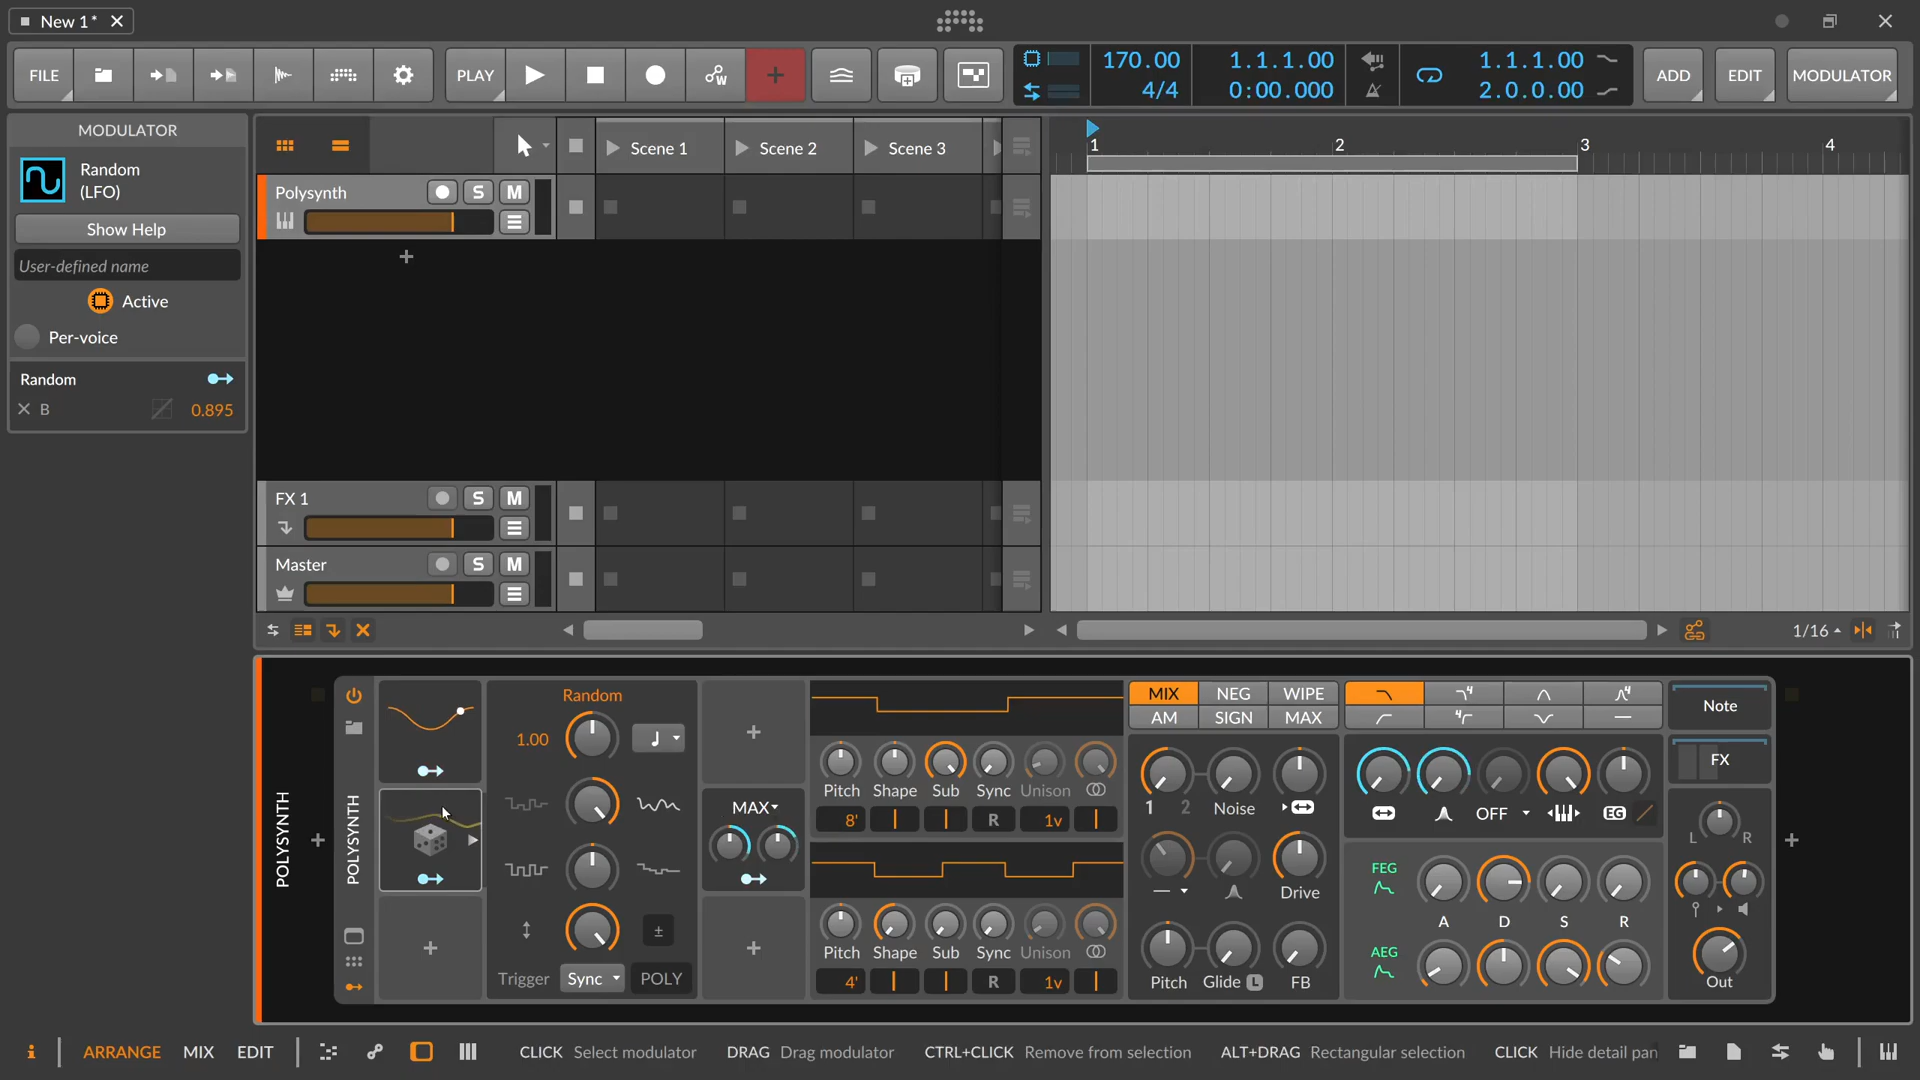 New 1*
FILE
PLAY
170.00
4/4
1.1.1.00
0:00.000
1.1.1.00
2.0.0.00
ADD
EDIT
MODULATOR
MODULATOR
Random
(LFO)
Show Help
User-defined name
Active
Per-voice
Random
B
0.895
Scene 1
Scene 2
Scene 3
1
2
3
4
Polysynth
S
M
FX 1
S
M
Master
S
M
1/16
POLYSYNTH
POLYSYNTH
Random
1.00
Trigger
Sync
POLY
MAX
Pitch
Shape
Sub
Sync
Unison
8'
R
1v
Pitch
Shape
Sub
Sync
Unison
4'
R
1v
MIX
NEG
WIPE
AM
SIGN
MAX
1
2
Noise
Drive
Pitch
Glide
L
FB
4
4
4
OFF
EG
FEG
A
D
S
R
AEG
Note
FX
L
R
Out
ARRANGE
MIX
EDIT
CLICK Select modulator
DRAG Drag modulator
CTRL+CLICK Remove from selection
ALT+DRAG Rectangular selection
CLICK Hide detail pan